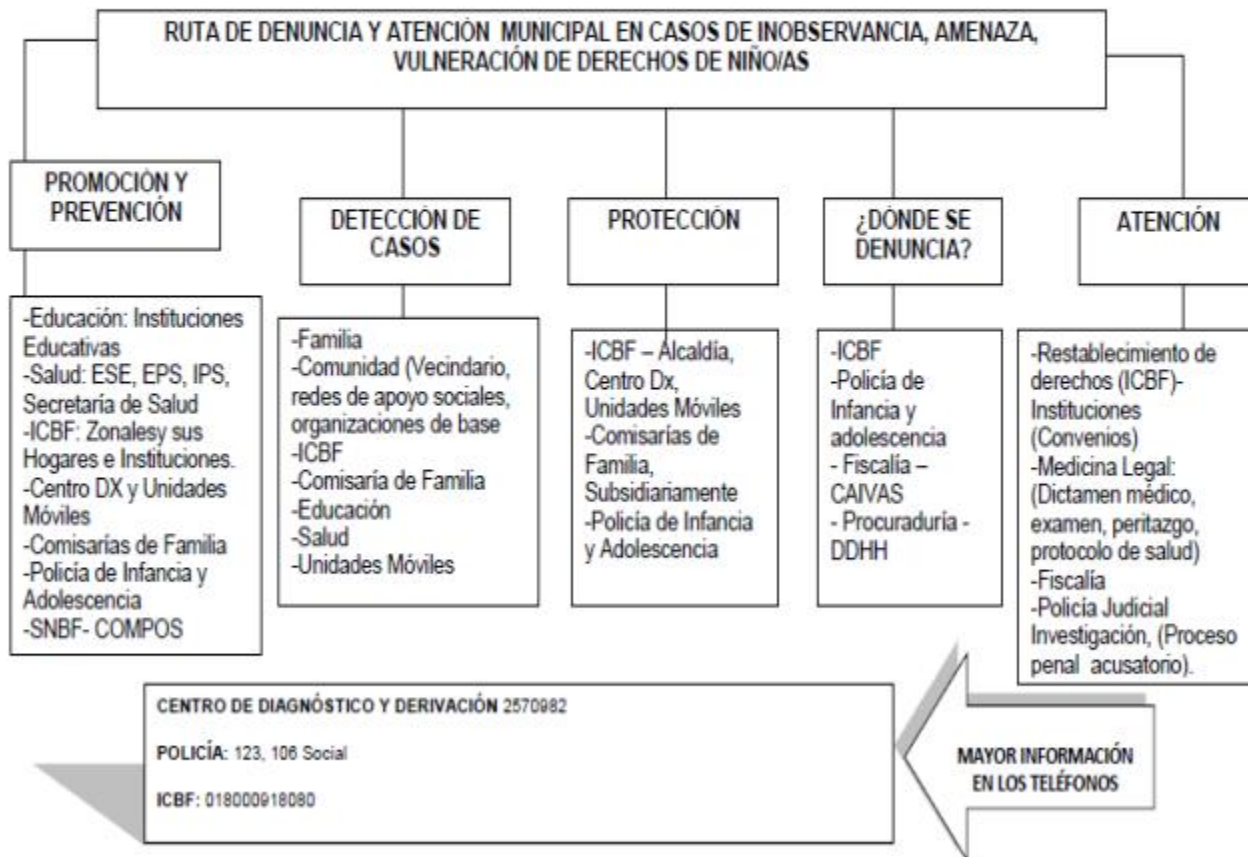 RUTA DE DENUNCIA Y ATENCIÓN MUNICIPAL EN CASOS DE INOBSERVANCIA, AMENAZA,
VULNERACIÓN DE DERECHOS DE NIÑO/AS
PROMOCIÓN Y
PREVENCIÓN
-Educación: Instituciones
Educativas
-Salud: ESE, EPS, IPS,
Secretaría de Salud
-ICBF: Zonalesy sus
Hogares e Instituciones.
-Centro DX y Unidades
Móviles
-Comisarías de Familia
-Policía de Infancia y
Adolescencia
-SNBF- COMPOS
DETECCIÓN DE
CASOS
-Familia
-Comunidad (Vecindario,
redes de apoyo sociales,
organizaciones de base
-ICBF
-Comisaría de Familia
-Educación
-Salud
-Unidades Móviles
PROTECCIÓN
-ICBF – Alcaldía,
Centro Dx,
Unidades Móviles
-Comisarías de
Familia,
Subsidiariamente
-Policía de Infancia
y Adolescencia
¿DÓNDE SE
DENUNCIA?
-ICBF
-Policía de
Infancia y
adolescencia
- Fiscalía –
CAIVAS
- Procuraduría -
DDHH
ATENCIÓN
-Restablecimiento de
derechos (ICBF)-
Instituciones
(Convenios)
-Medicina Legal:
(Dictamen médico,
examen, peritazgo,
protocolo de salud)
-Fiscalía
-Policía Judicial
Investigación, (Proceso
penal acusatorio).
CENTRO DE DIAGNÓSTICO Y DERIVACIÓN 2570982
POLICÍA: 123, 106 Social
ICBF: 018000918080
MAYOR INFORMACIÓN
EN LOS TELÉFONOS